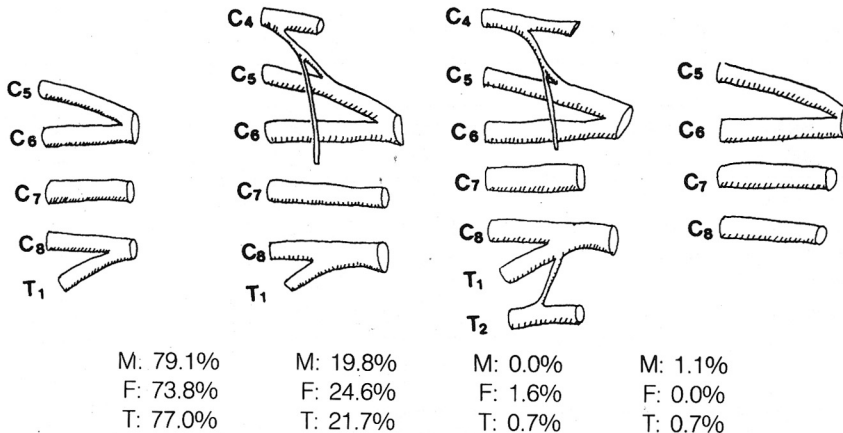 C4
C5
C6
C7
C8
T1
C4
C5
C6
C7
C8
T1
C4
C5
C6
C7
C8
T1
T2
C5
C6
C7
C8
M: 79.1%
F: 73.8%
T: 77.0%
M: 19.8%
F: 24.6%
T: 21.7%
M: 0.0%
F: 1.6%
T: 0.7%
M: 1.1%
F: 0.0%
T: 0.7%